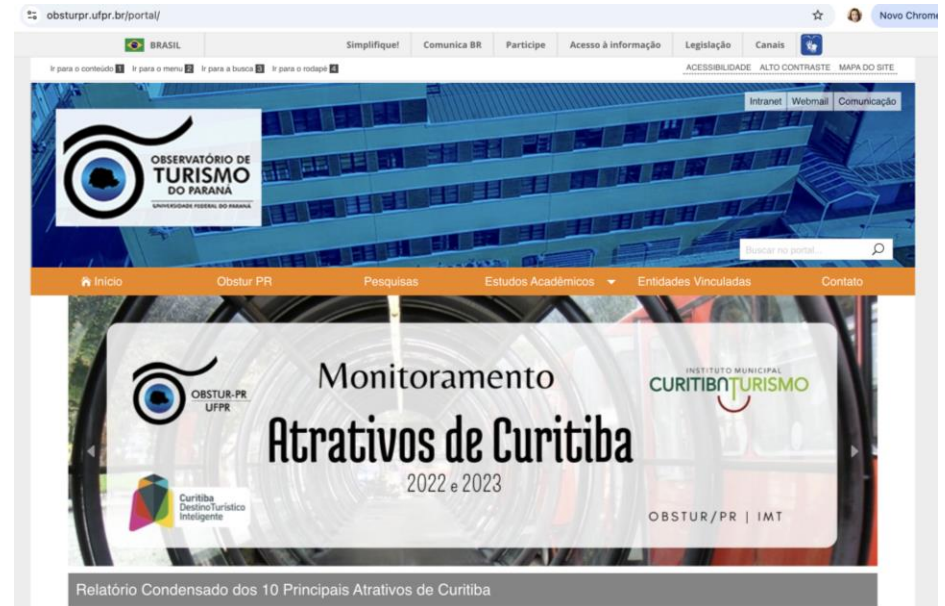 obsturpr.ufpr.br/portal/
Novo Chrome
BRASIL Simplifique! Comunica BR Participe Acesso à informação Legislação Canais
Ir para o conteúdo 1 Ir para o menu 2 Ir para a busca 3 Ir para o rodapé 4 ACESSIBILIDADE ALTO CONTRASTE MAPA DO SITE
Intranet Webmail Comunicação
OBSERVATÓRIO DE
TURISMO
DO PARANÁ
UNIVERSIDADE FEDERAL DO PARANÁ
Buscar no portal...
Início Obstur PR Pesquisas Estudos Acadêmicos Entidades Vinculadas Contato
OBSTUR-PR
UFPR
Monitoramento
Atrativos de Curitiba
2022 e 2023
INSTITUTO MUNICIPAL
CURITIBA TURISMO
Curitiba
DestinoTurístico
Inteligente
OBSTUR/PR | IMT
Relatório Condensado dos 10 Principais Atrativos de Curitiba